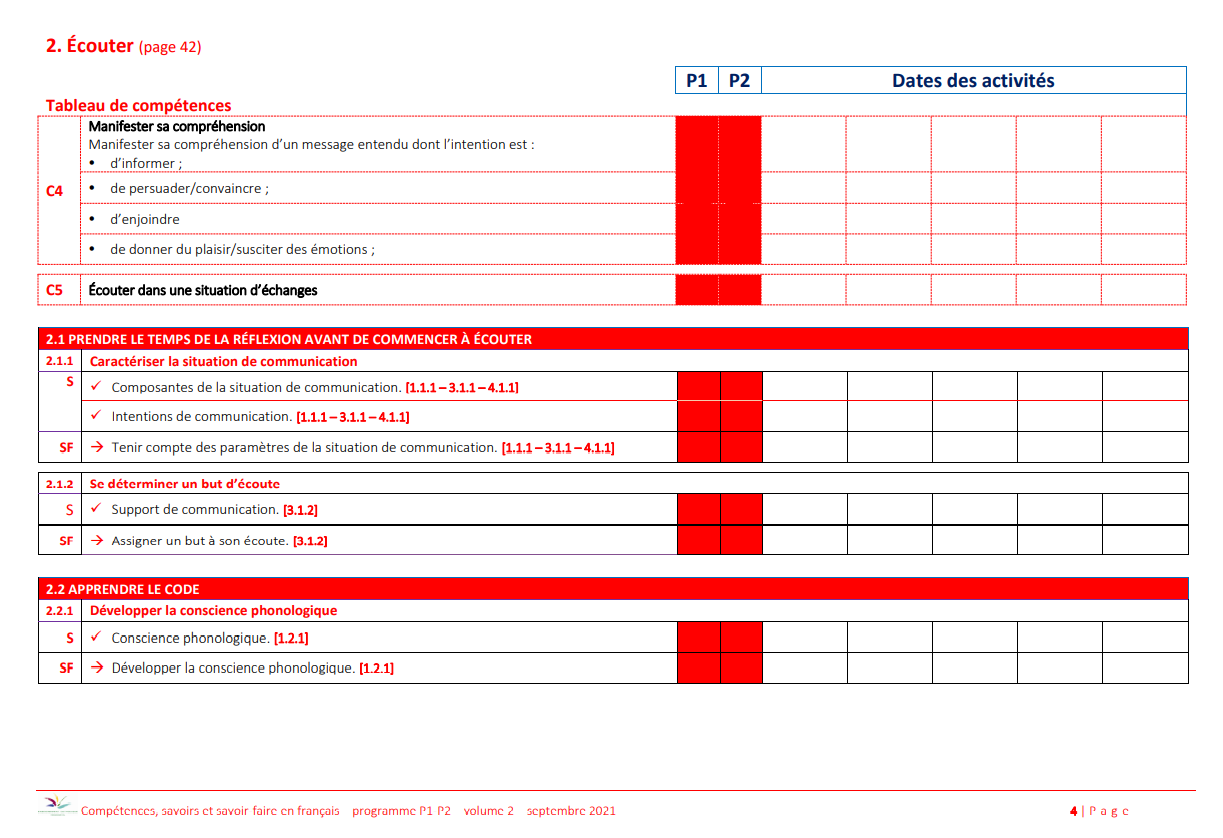 2. Écouter (page 42)
P1 P2 Dates des activités
Tableau de compétences
C4
Manifester sa compréhension
Manifester sa compréhension d’un message entendu dont l’intention est :
• d’informer ;
• de persuader/convaincre ;
• d’enjoindre
• de donner du plaisir/susciter des émotions ;
C5 Écouter dans une situation d’échanges
2.1 PRENDRE LE TEMPS DE LA RÉFLEXION AVANT DE COMMENCER À ÉCOUTER
2.1.1 Caractériser la situation de communication
S ✓ Composantes de la situation de communication. [1.1.1 – 3.1.1 – 4.1.1]
✓ Intentions de communication. [1.1.1 – 3.1.1 – 4.1.1]
SF → Tenir compte des paramètres de la situation de communication. [1.1.1 – 3.1.1 – 4.1.1]
2.1.2 Se déterminer un but d’écoute
S ✓ Support de communication. [3.1.2]
SF → Assigner un but à son écoute. [3.1.2]
2.2 APPRENDRE LE CODE
2.2.1 Développer la conscience phonologique
S ✓ Conscience phonologique. [1.2.1]
SF → Développer la conscience phonologique. [1.2.1]
Compétences, savoirs et savoir faire en français programme P1 P2 volume 2 septembre 2021
4 | P a g e